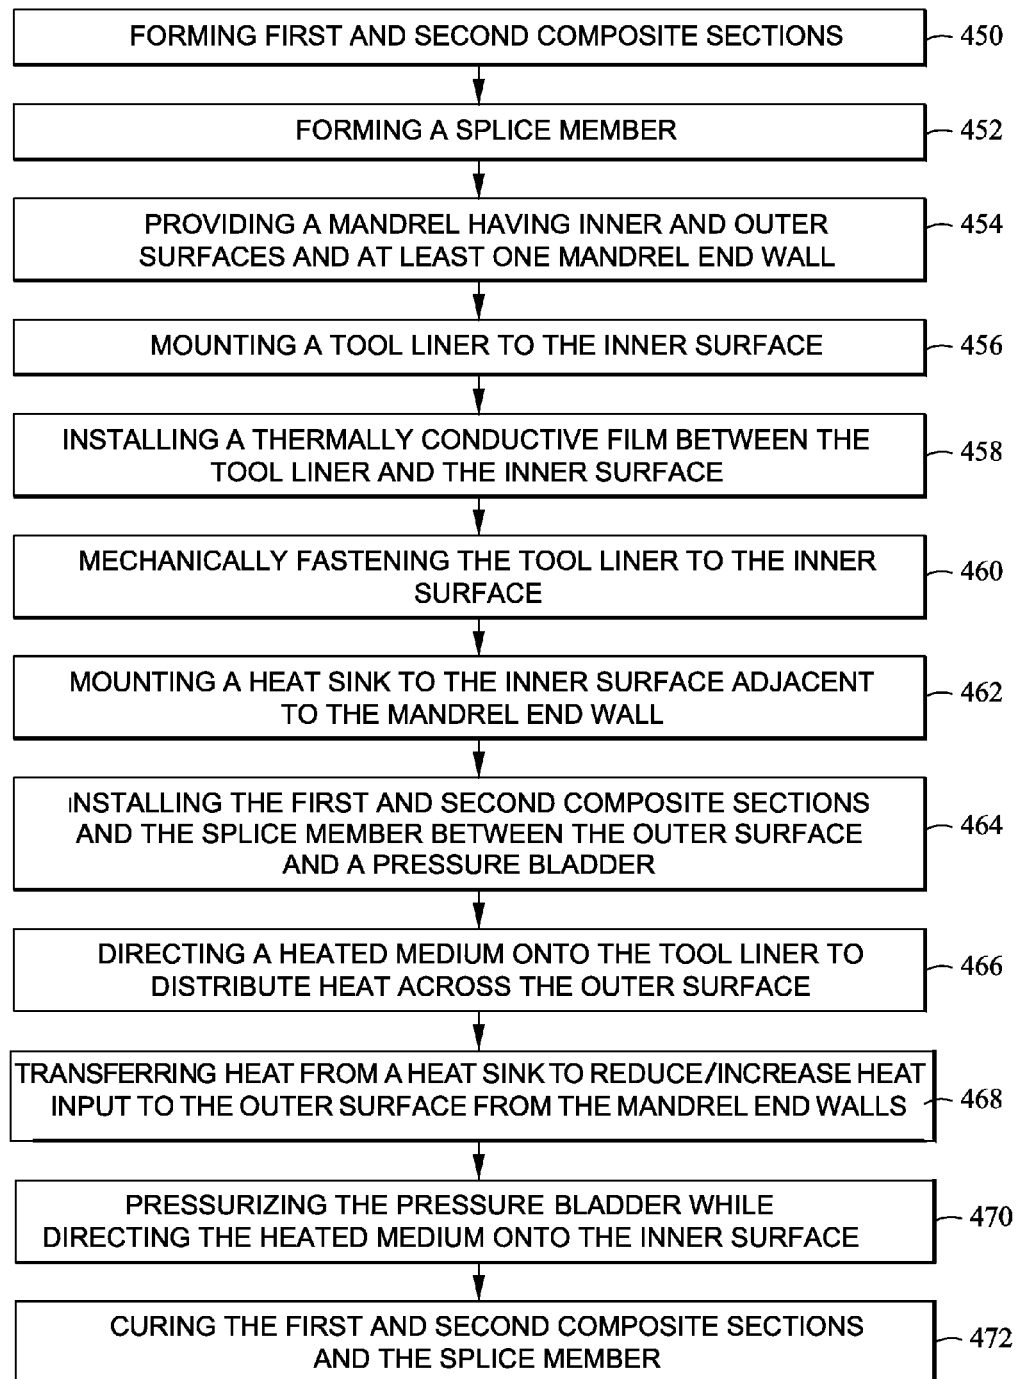 FORMING FIRST AND SECOND COMPOSITE SECTIONS
450
FORMING A SPLICE MEMBER
452
PROVIDING A MANDREL HAVING INNER AND OUTER
SURFACES AND AT LEAST ONE MANDREL END WALL
454
MOUNTING A TOOL LINER TO THE INNER SURFACE
456
INSTALLING A THERMALLY CONDUCTIVE FILM BETWEEN THE
TOOL LINER AND THE INNER SURFACE
458
MECHANICALLY FASTENING THE TOOL LINER TO THE INNER
SURFACE
460
MOUNTING A HEAT SINK TO THE INNER SURFACE ADJACENT
TO THE MANDREL END WALL
462
INSTALLING THE FIRST AND SECOND COMPOSITE SECTIONS
AND THE SPLICE MEMBER BETWEEN THE OUTER SURFACE
AND A PRESSURE BLADDER
464
DIRECTING A HEATED MEDIUM ONTO THE TOOL LINER TO
DISTRIBUTE HEAT ACROSS THE OUTER SURFACE
466
TRANSFERRING HEAT FROM A HEAT SINK TO REDUCE/INCREASE HEAT
INPUT TO THE OUTER SURFACE FROM THE MANDREL END WALLS
468
PRESSURIZING THE PRESSURE BLADDER WHILE
DIRECTING THE HEATED MEDIUM ONTO THE INNER SURFACE
470
CURING THE FIRST AND SECOND COMPOSITE SECTIONS
AND THE SPLICE MEMBER
472